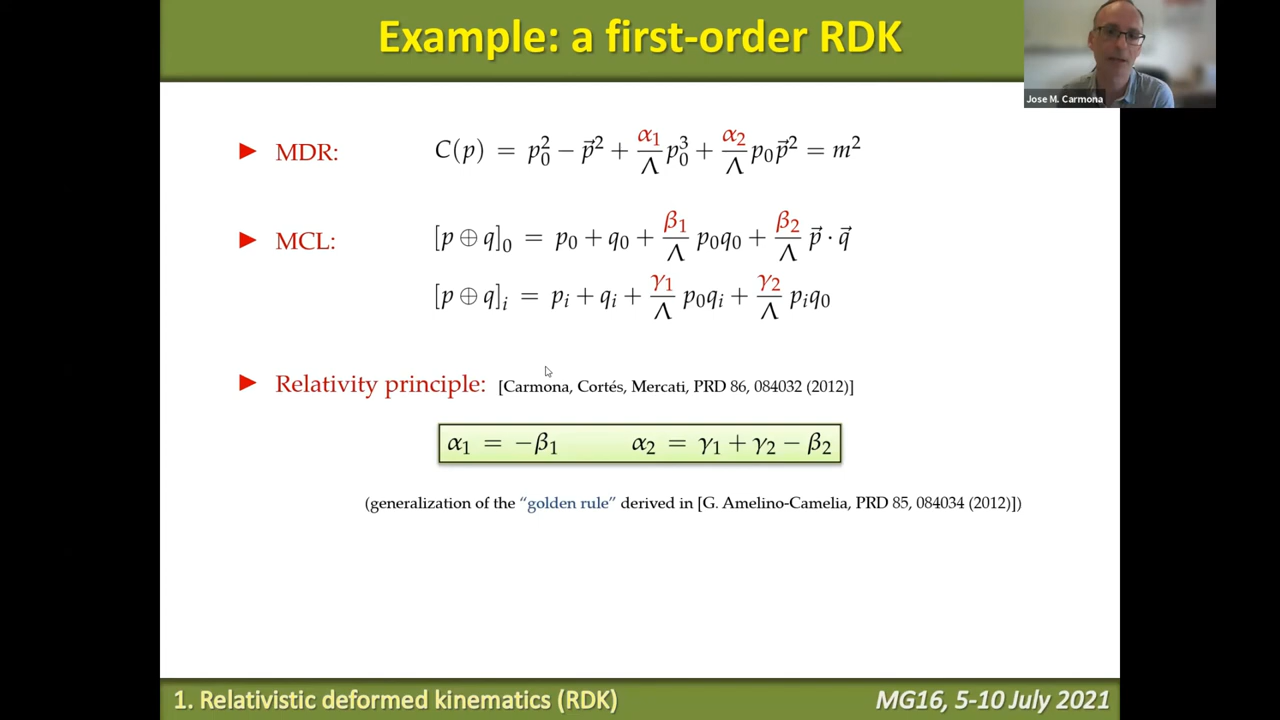 Example: a first-order RDK
Jose M. Carmona
► MDR: C(p) = p₀² − p⃗² + α₁/Λ p₀³ + α₂/Λ p₀p⃗² = m²
► MCL: [p ⊕ q]₀ = p₀ + q₀ + β₁/Λ p₀q₀ + β₂/Λ p⃗ · q⃗
[p ⊕ q]ᵢ = pᵢ + qᵢ + γ₁/Λ p₀qᵢ + γ₂/Λ pᵢq₀
► Relativity principle: [Carmona, Cortés, Mercati, PRD 86, 084032 (2012)]
α₁ = −β₁ α₂ = γ₁ + γ₂ − β₂
(generalization of the “golden rule” derived in [G. Amelino-Camelia, PRD 85, 084034 (2012)])
1. Relativistic deformed kinematics (RDK) MG16, 5-10 July 2021